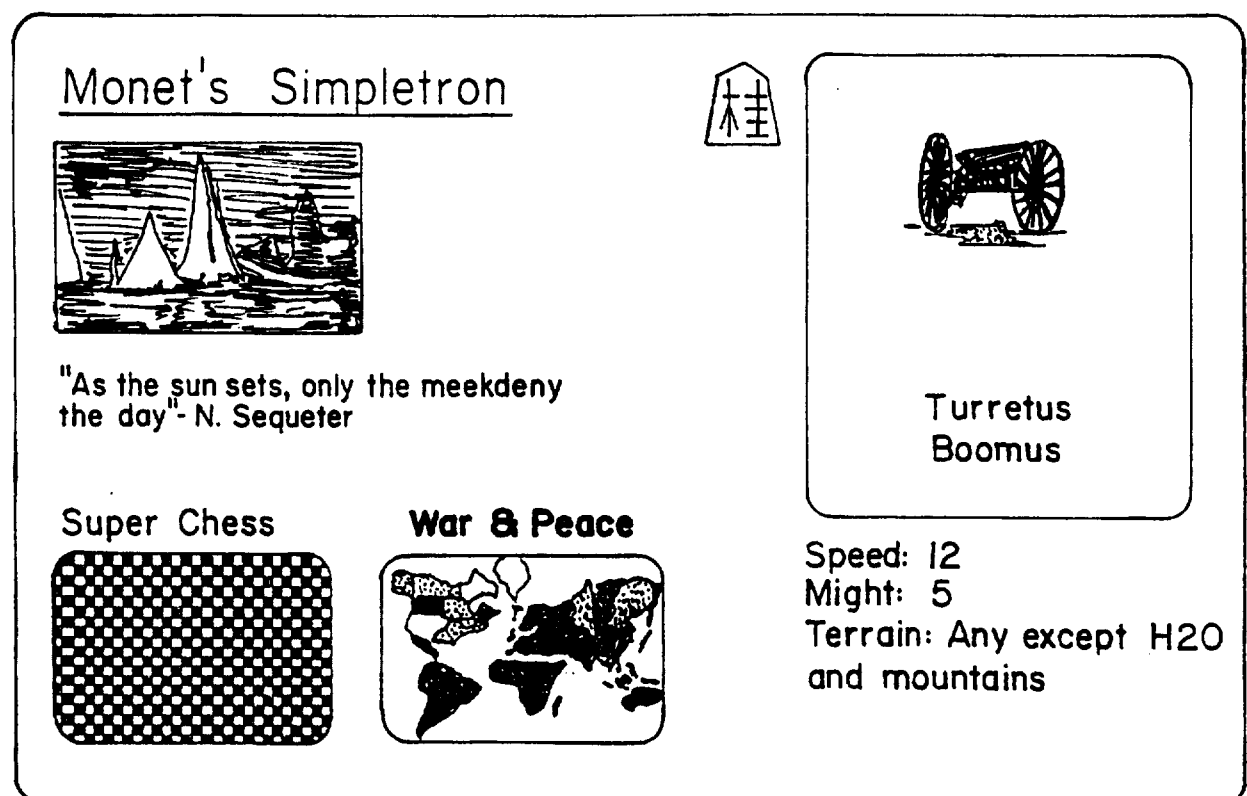 Monet's Simpletron
桂
"As the sun sets, only the meekdeny
the day"- N. Sequeter
Turretus
Boomus
Super Chess
War & Peace
Speed: 12
Might: 5
Terrain: Any except H2O
and mountains